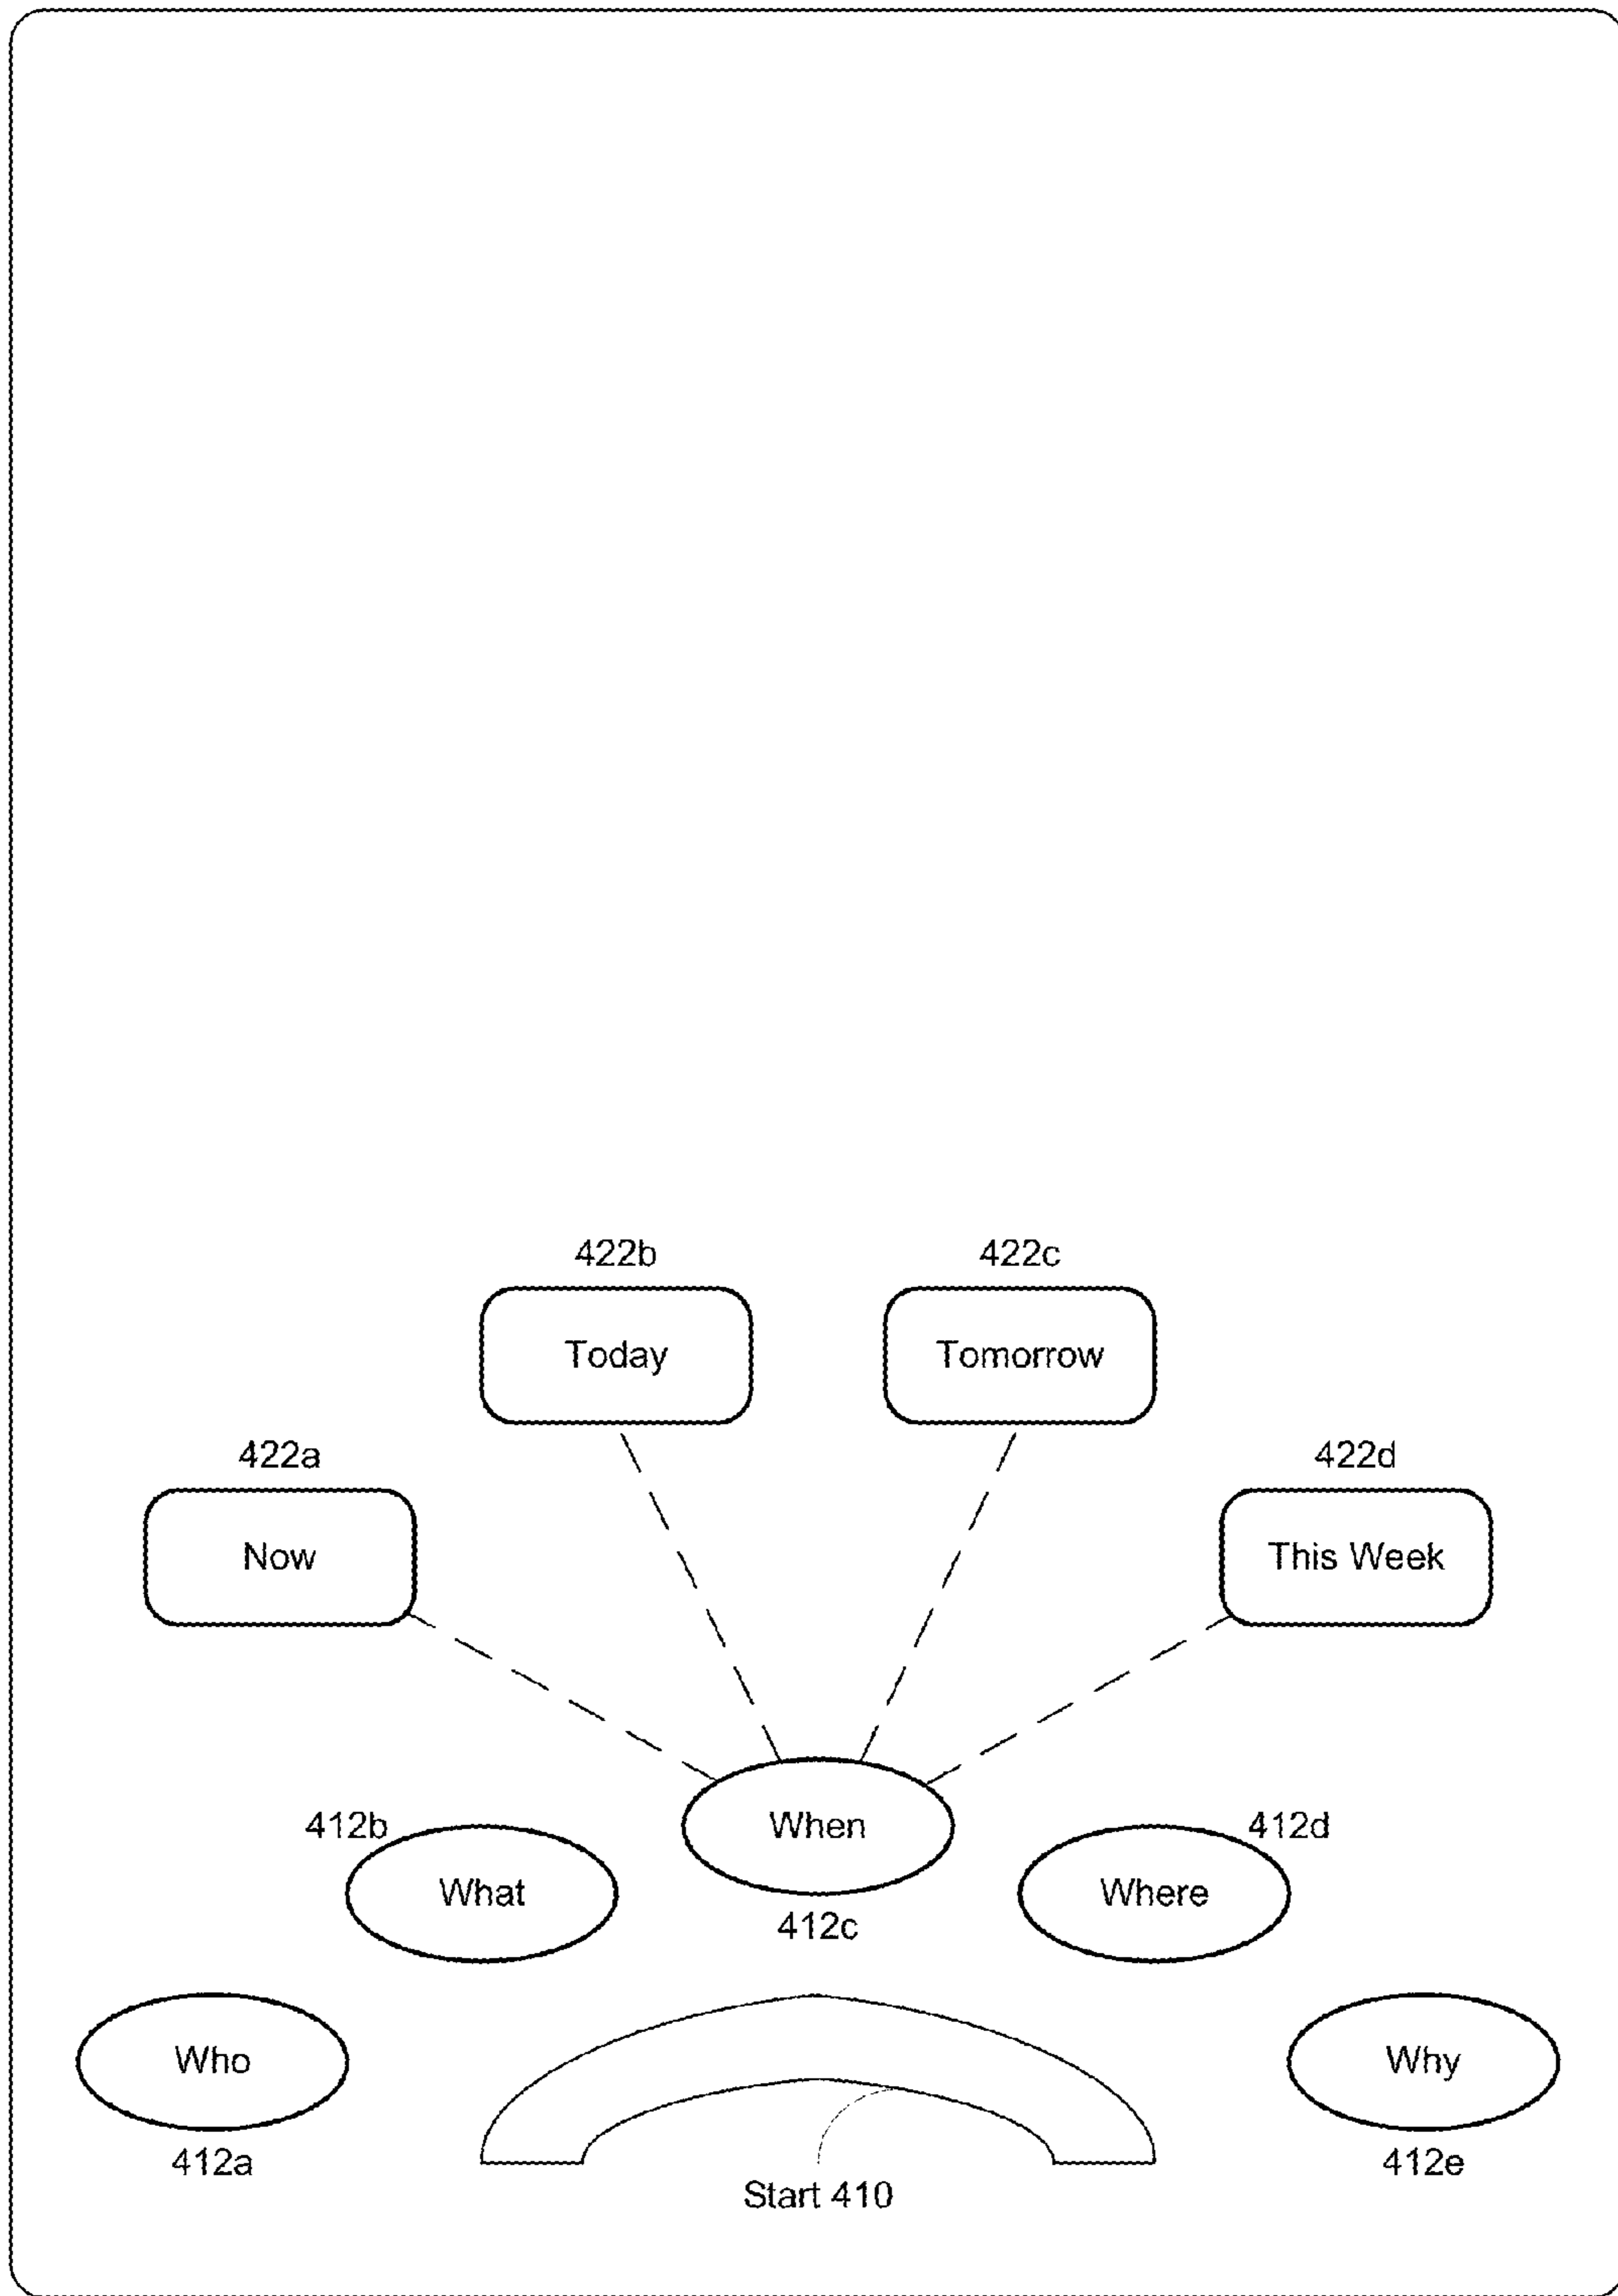 422b
422c
Today
Tomorrow
422a
422d
Now
This Week
412b
When
412d
What
Where
412c
Who
Why
412a
412e
Start 410